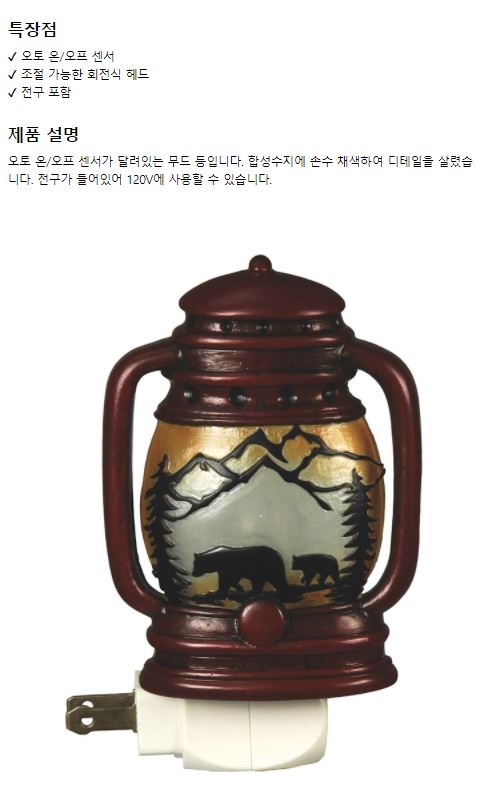 특장점
✓ 오토 온/오프 센서
✓ 조절 가능한 회전식 헤드
✓ 전구 포함
제품 설명
오토 온/오프 센서가 달려있는 무드 등입니다. 합성수지에 손수 채색하여 디테일을 살렸습
니다. 전구가 들어있어 120V에 사용할 수 있습니다.